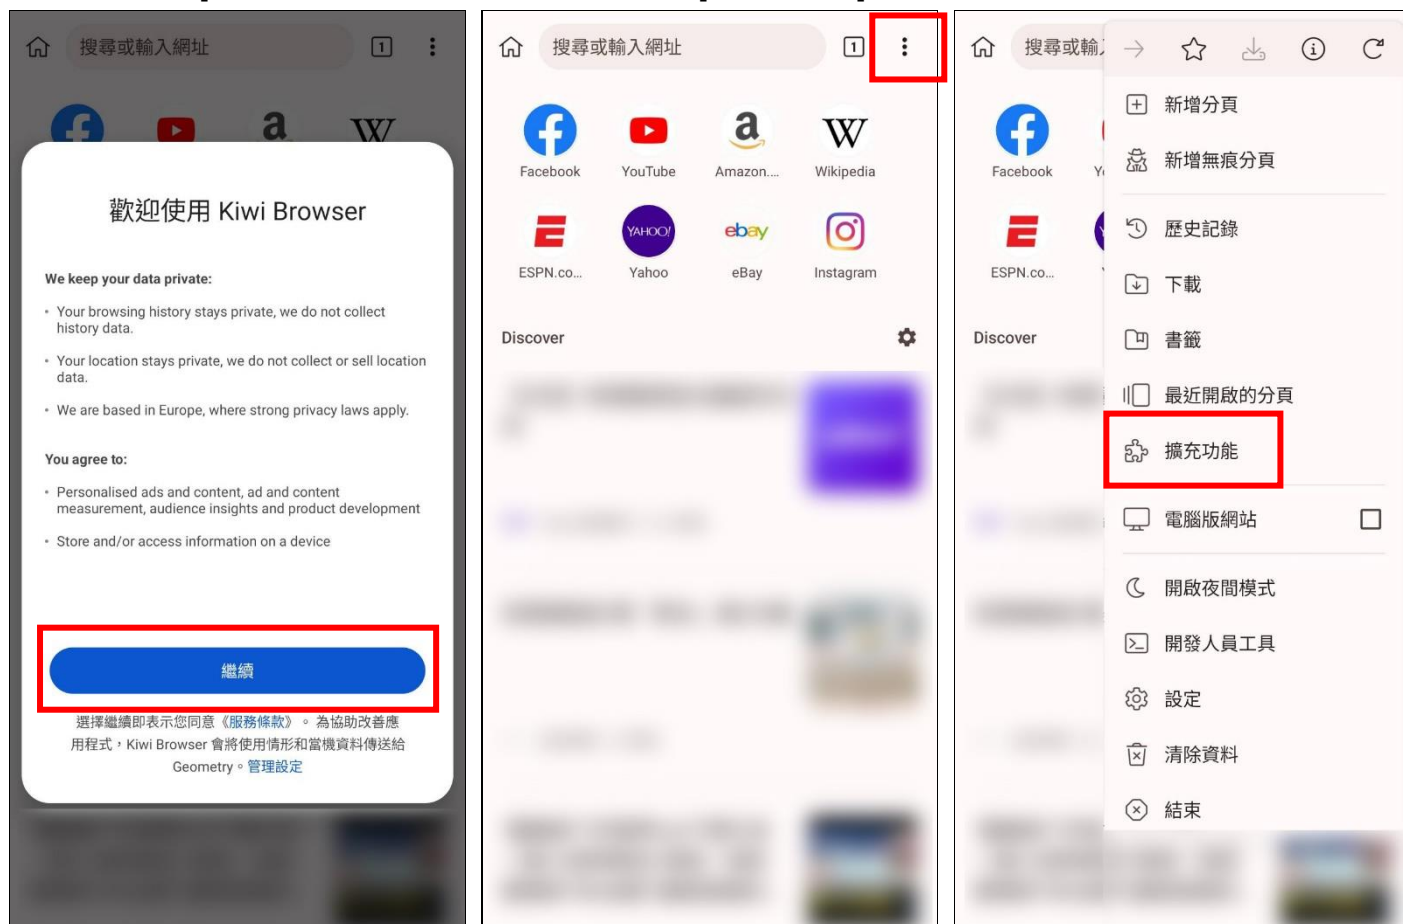 搜尋或輸入網址
1
a
W
歡迎使用 Kiwi Browser
We keep your data private:
• Your browsing history stays private, we do not collect
history data.
• Your location stays private, we do not collect or sell location
data.
• We are based in Europe, where strong privacy laws apply.
You agree to:
• Personalised ads and content, ad and content
measurement, audience insights and product development
• Store and/or access information on a device
繼續
選擇繼續即表示您同意《服務條款》。為協助改善應
用程式，Kiwi Browser 會將使用情形和當機資料傳送給
Geometry。管理設定
搜尋或輸入網址
1
a
W
Facebook
YouTube
Amazon....
Wikipedia
YAHOO!
ebay
ESPN.co...
Yahoo
eBay
Instagram
Discover
搜尋或輸
Facebook
ESPN.co...
Discover
新增分頁
新增無痕分頁
歷史記錄
下載
書籤
最近開啟的分頁
擴充功能
電腦版網站
開啟夜間模式
開發人員工具
設定
清除資料
結束